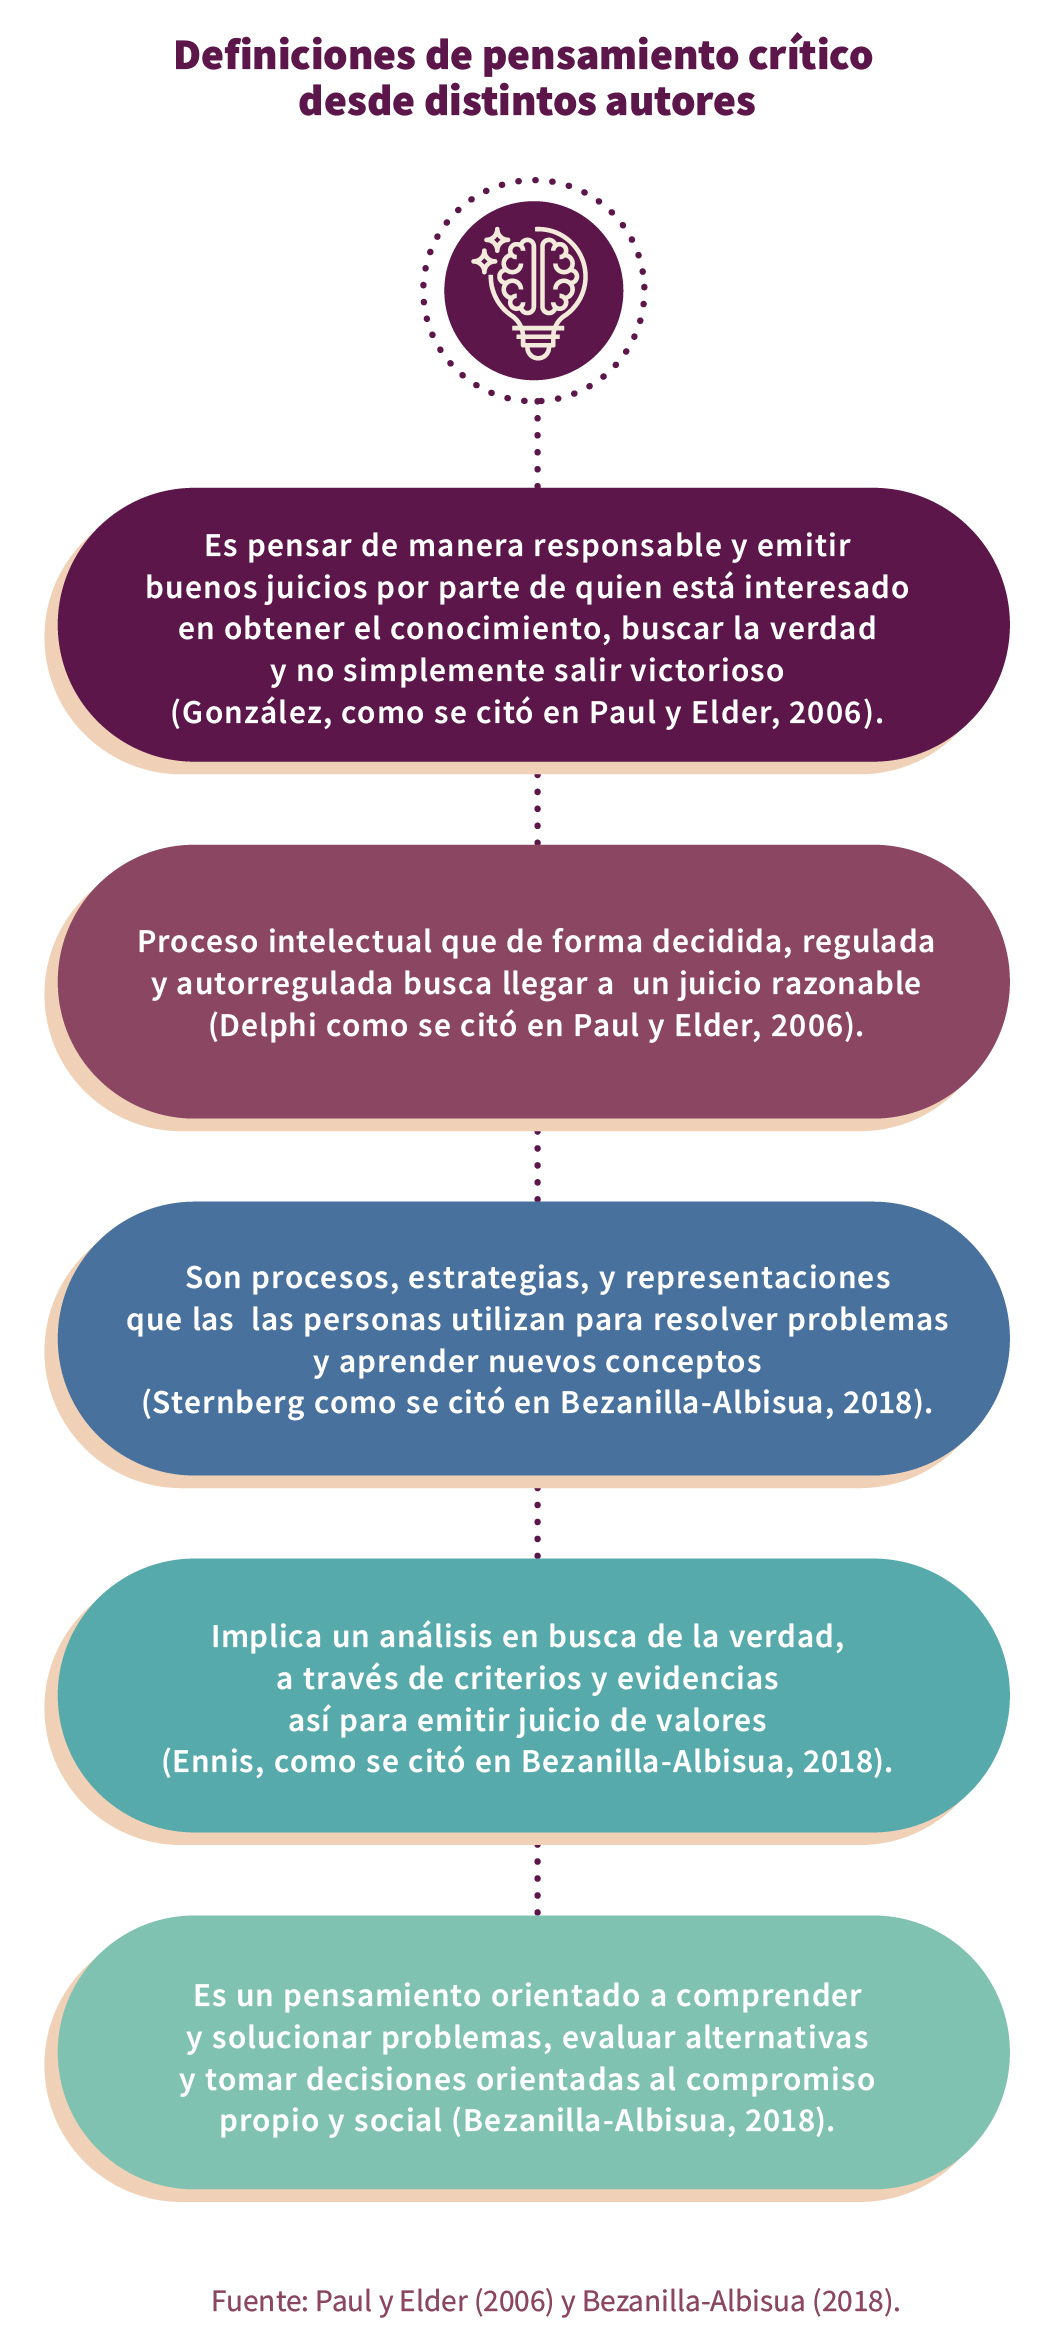 Definiciones de pensamiento crítico
desde distintos autores
Es pensar de manera responsable y emitir
buenos juicios por parte de quien está interesado
en obtener el conocimiento, buscar la verdad
y no simplemente salir victorioso
(González, como se citó en Paul y Elder, 2006).
Proceso intelectual que de forma decidida, regulada
y autorregulada busca llegar a  un juicio razonable
(Delphi como se citó en Paul y Elder, 2006).
Son procesos, estrategias, y representaciones
que las  las personas utilizan para resolver problemas
y aprender nuevos conceptos
(Sternberg como se citó en Bezanilla-Albisua, 2018).
Implica un análisis en busca de la verdad,
a través de criterios y evidencias
así para emitir juicio de valores
(Ennis, como se citó en Bezanilla-Albisua, 2018).
Es un pensamiento orientado a comprender
y solucionar problemas, evaluar alternativas
y tomar decisiones orientadas al compromiso
propio y social (Bezanilla-Albisua, 2018).
Fuente: Paul y Elder (2006) y Bezanilla-Albisua (2018).